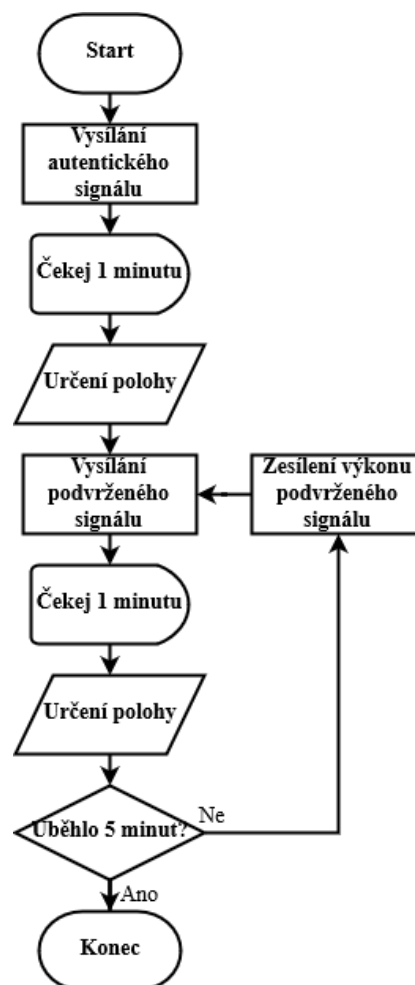 Start
Vysílání
autentického
signálu
Čekej 1 minutu
Určení polohy
Vysílání
podvrženého
signálu
Zesílení výkonu
podvrženého
signálu
Čekej 1 minutu
Určení polohy
Uběhlo 5 minut?
Ne
Ano
Konec